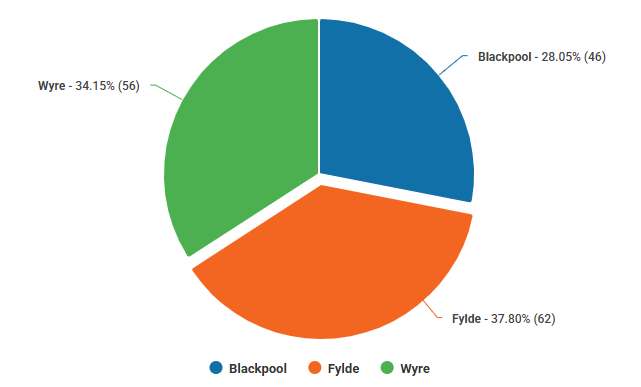 Blackpool - 28.05% (46)
Wyre - 34.15% (56)
Fylde - 37.80% (62)
Blackpool Fylde Wyre